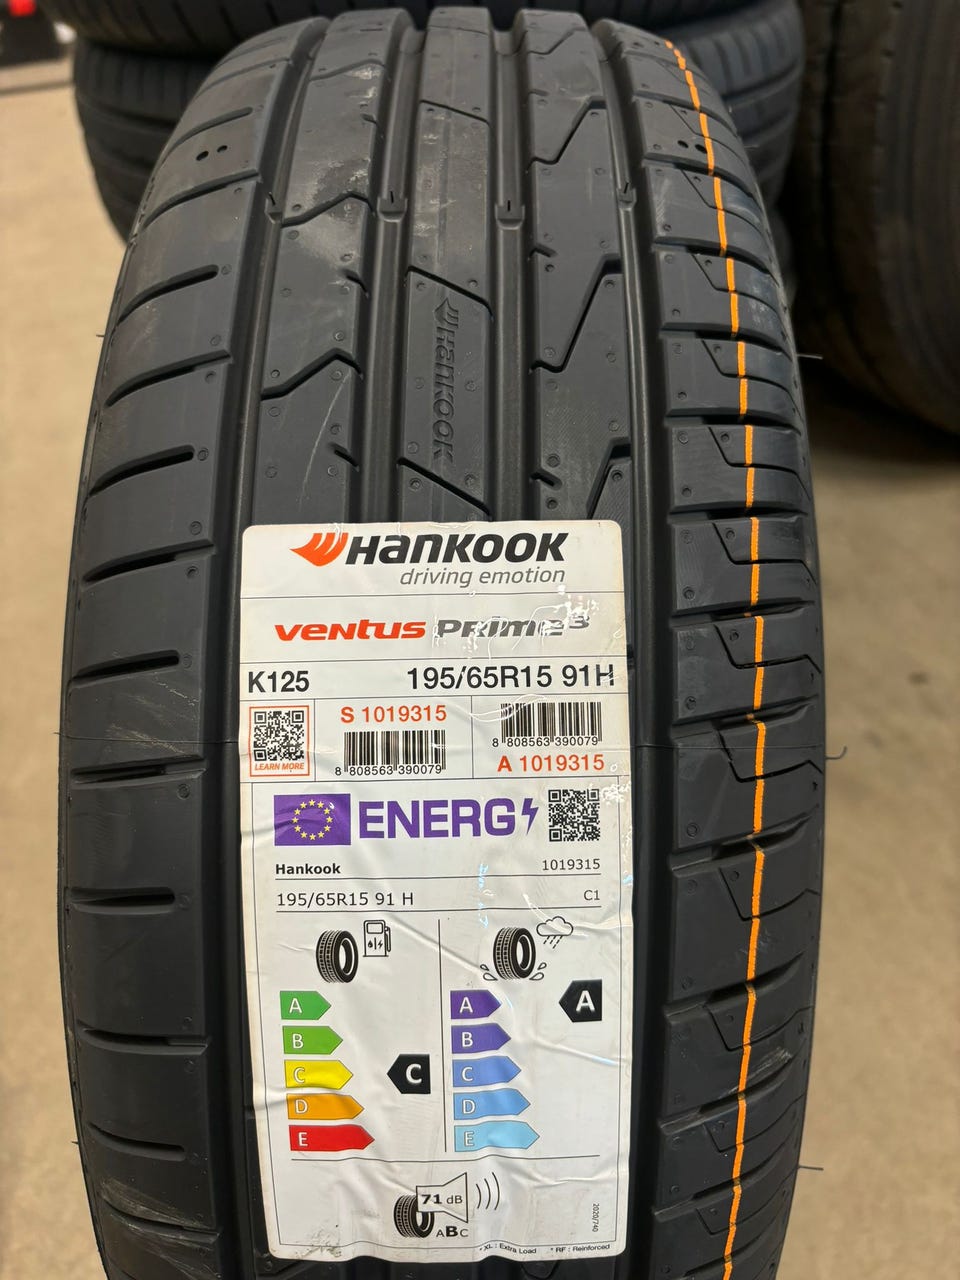 Hankook
Hankook
driving emotion
ventus Prime3
K125 195/65R15 91H
S 1019315
8 808563 390079
LEARN MORE
8 808563 390079
A 1019315
ENERG
Hankook 1019315
195/65R15 91 H C1
A
B
C
D
E
C
A
B
C
D
E
A
71 dB
ABC
2020/740
* XL : Extra Load * RF : Reinforced